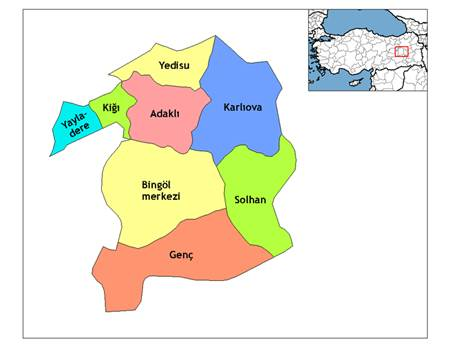 Yedisu
Kiğı
Adaklı
Karlıova
Yayla-
dere
Bingöl
merkezi
Solhan
Genç